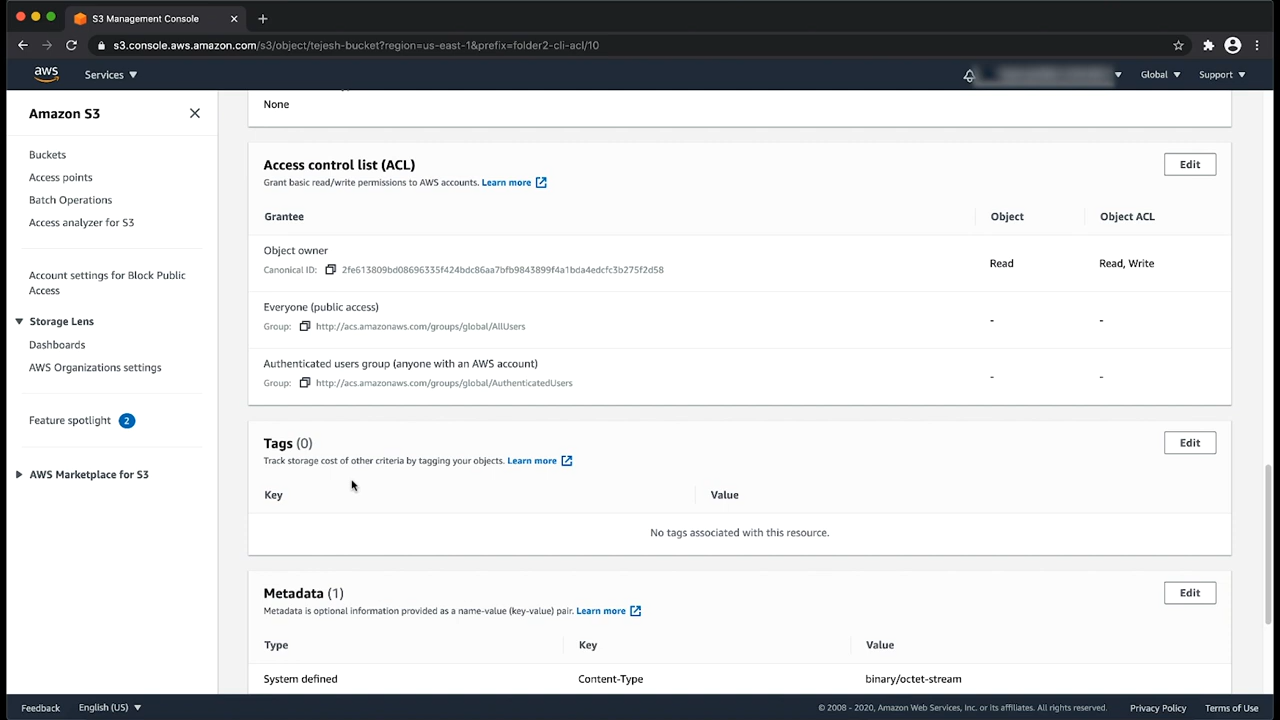 S3 Management Console
s3.console.aws.amazon.com/s3/object/tejesh-bucket?region=us-east-1&prefix=folder2-cli-acl/10
aws
Services
Global
Support
Amazon S3
Buckets
Access points
Batch Operations
Access analyzer for S3
Account settings for Block Public
Access
Storage Lens
Dashboards
AWS Organizations settings
Feature spotlight 2
AWS Marketplace for S3
None
Access control list (ACL)
Edit
Grant basic read/write permissions to AWS accounts. Learn more
Grantee
Object
Object ACL
Object owner
Canonical ID: 2fe613809bd08696335f424bdc86aa7bfb9843899f4a1bda4edcfc3b275f2d58
Read
Read, Write
Everyone (public access)
Group: http://acs.amazonaws.com/groups/global/AllUsers
-
-
Authenticated users group (anyone with an AWS account)
Group: http://acs.amazonaws.com/groups/global/AuthenticatedUsers
-
-
Tags (0)
Edit
Track storage cost of other criteria by tagging your objects. Learn more
Key
Value
No tags associated with this resource.
Metadata (1)
Edit
Metadata is optional information provided as a name-value (key-value) pair. Learn more
Type
Key
Value
System defined
Content-Type
binary/octet-stream
Feedback
English (US)
© 2008 - 2020, Amazon Web Services, Inc. or its affiliates. All rights reserved.
Privacy Policy
Terms of Use